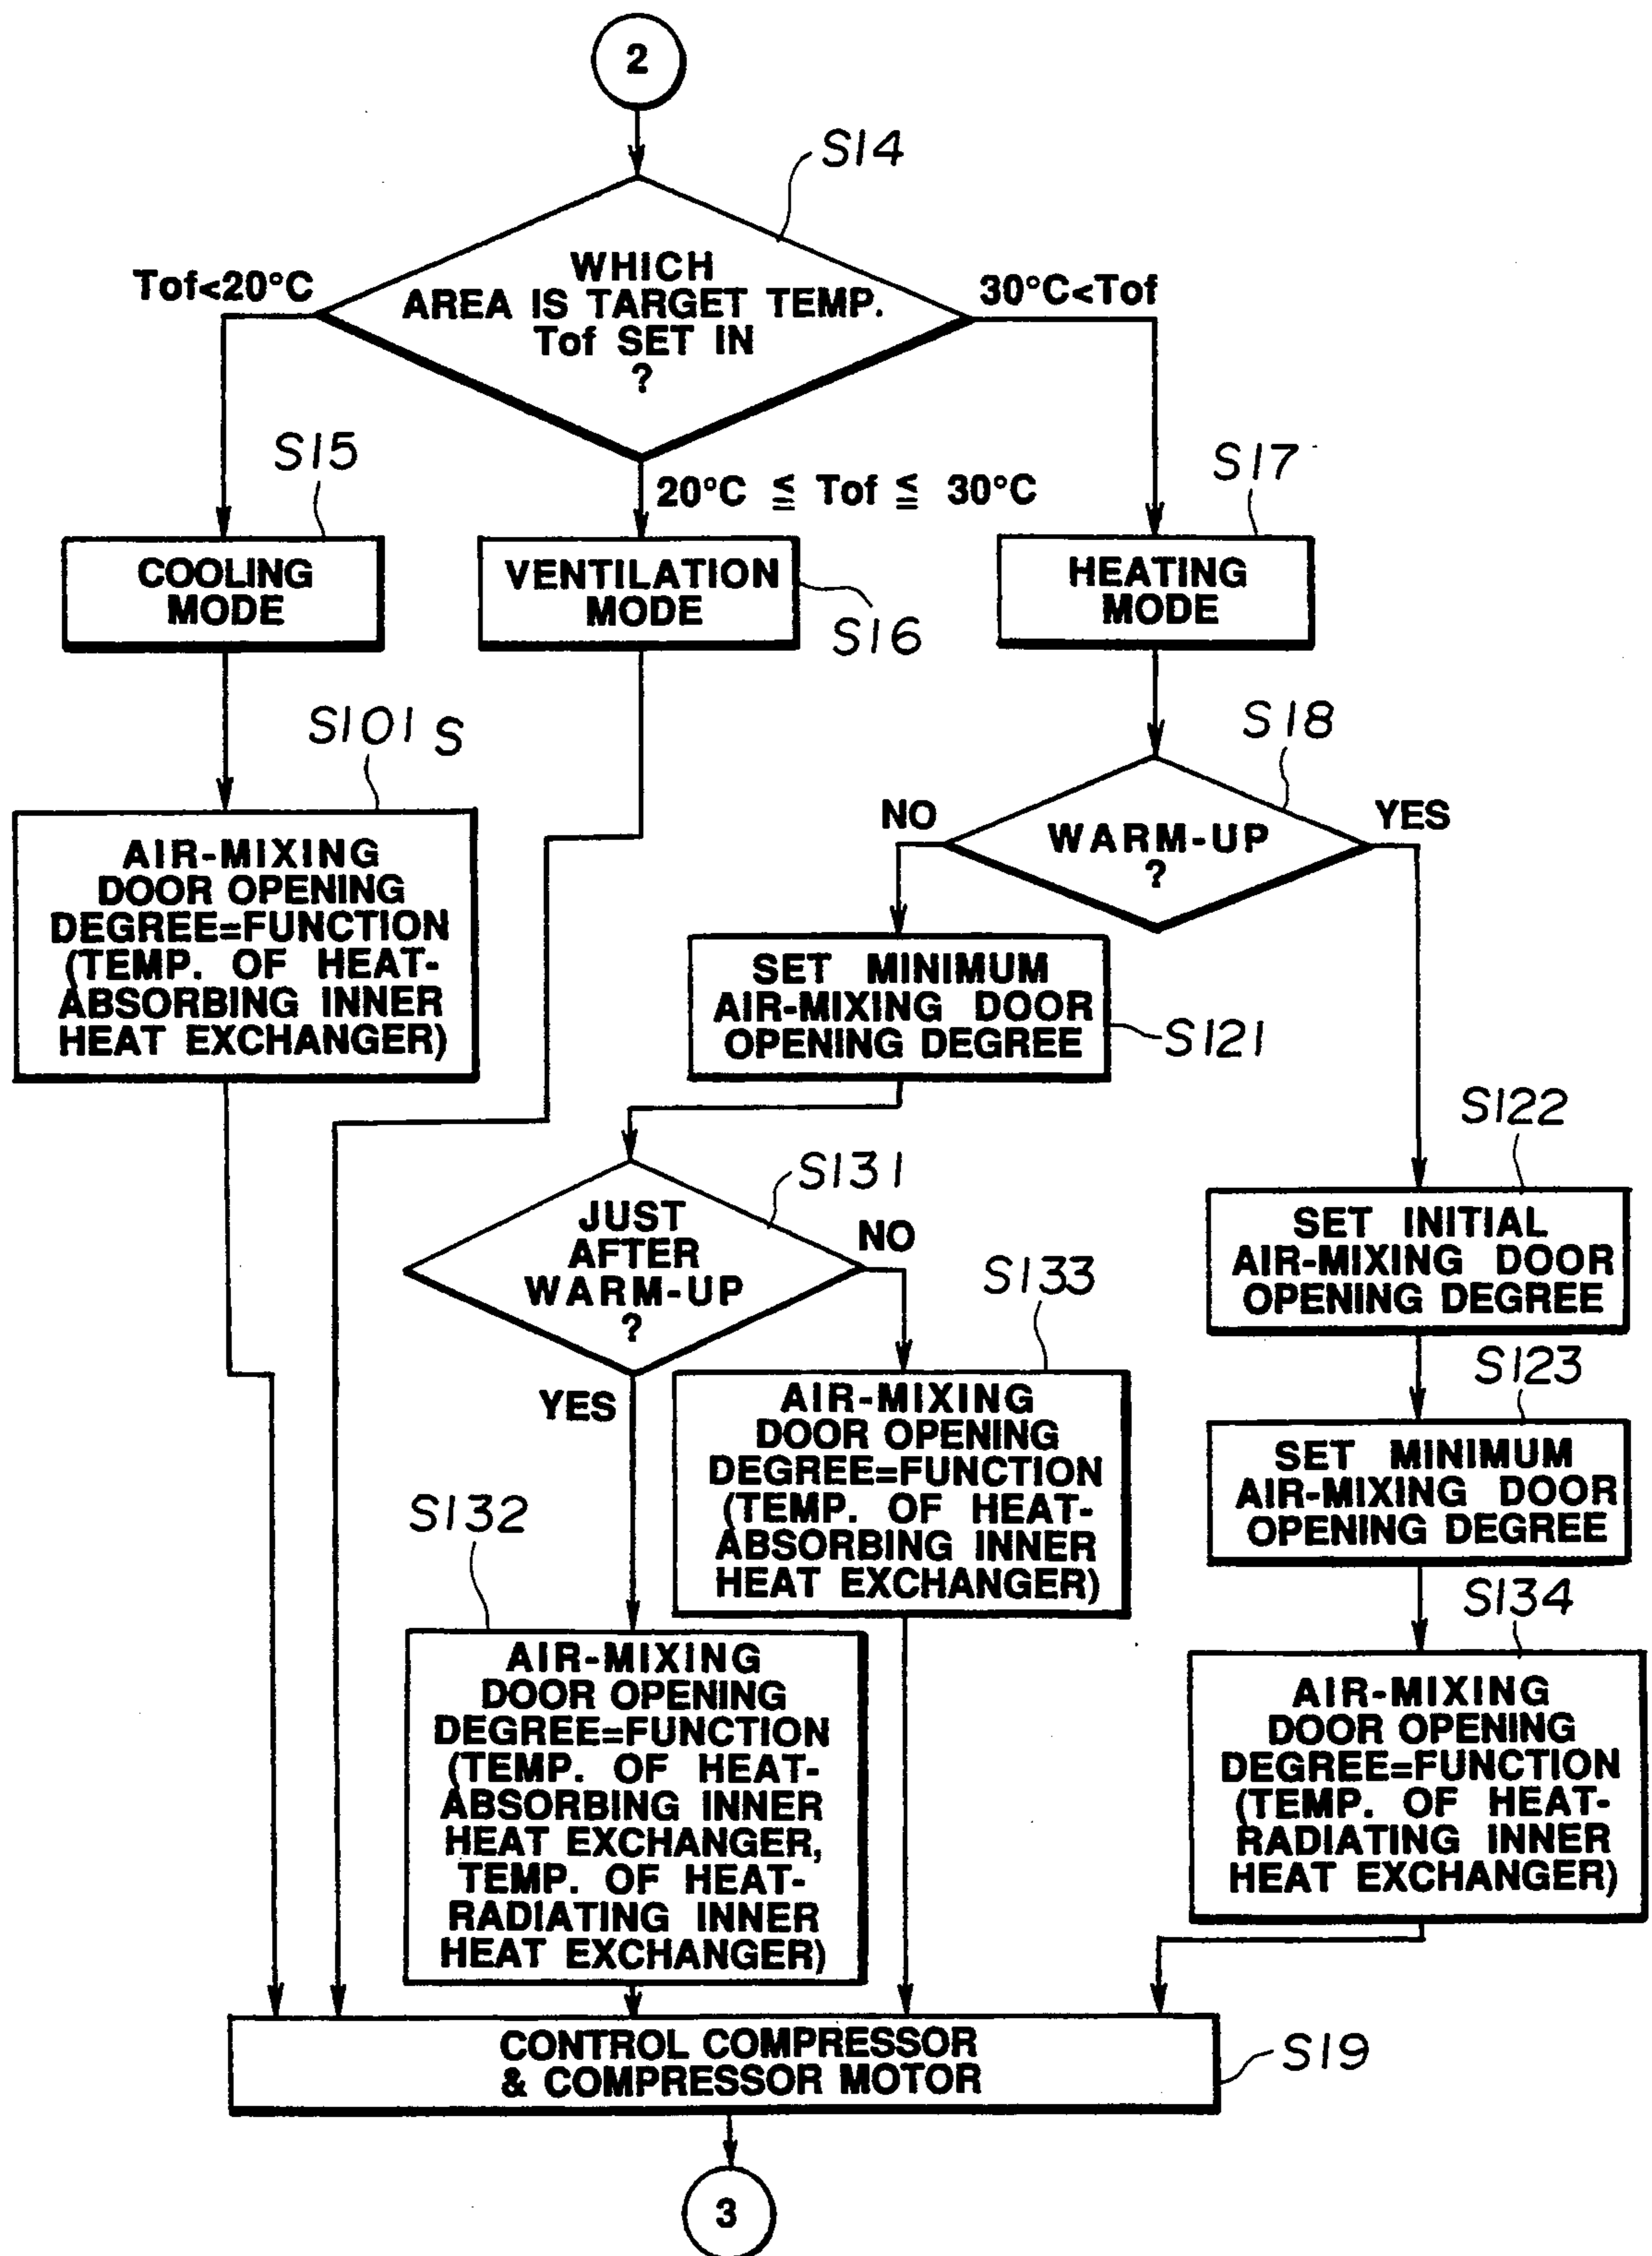 2
S14
WHICH
AREA IS TARGET TEMP.
Tof SET IN
?
Tof<20°C
30°C<Tof
20°C ≦ Tof ≦ 30°C
S15
COOLING
MODE
VENTILATION
MODE
S16
S17
HEATING
MODE
S101 S
AIR-MIXING
DOOR OPENING
DEGREE=FUNCTION
(TEMP. OF HEAT-
ABSORBING INNER
HEAT EXCHANGER)
S18
NO
WARM-UP
?
YES
SET MINIMUM
AIR-MIXING DOOR
OPENING DEGREE
S121
S122
SET INITIAL
AIR-MIXING DOOR
OPENING DEGREE
S131
JUST
AFTER
WARM-UP
?
NO
YES
S133
AIR-MIXING
DOOR OPENING
DEGREE=FUNCTION
(TEMP. OF HEAT-
ABSORBING INNER
HEAT EXCHANGER)
S123
SET MINIMUM
AIR-MIXING DOOR
OPENING DEGREE
S132
AIR-MIXING
DOOR OPENING
DEGREE=FUNCTION
(TEMP. OF HEAT-
ABSORBING INNER
HEAT EXCHANGER,
TEMP. OF HEAT-
RADIATING INNER
HEAT EXCHANGER)
S134
AIR-MIXING
DOOR OPENING
DEGREE=FUNCTION
(TEMP. OF HEAT-
RADIATING INNER
HEAT EXCHANGER)
CONTROL COMPRESSOR
& COMPRESSOR MOTOR
S19
3